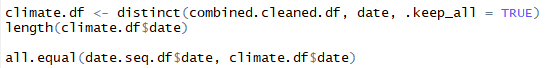 climate.df <- distinct(combined.cleaned.df, date, .keep_all = TRUE)
length(climate.df$date)
all.equal(date.seq.df$date, climate.df$date)